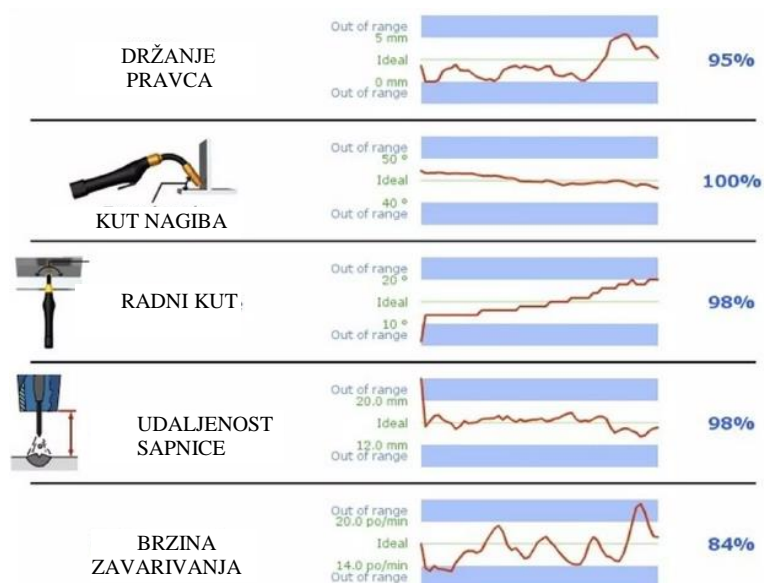 DRŽANJE
PRAVCA
Out of range
5 mm
Ideal
0 mm
Out of range
95%
KUT NAGIBA
Out of range
50 °
Ideal
40 °
Out of range
100%
RADNI KUT
Out of range
20 °
Ideal
10 °
Out of range
98%
UDALJENOST
SAPNICE
Out of range
20.0 mm
Ideal
12.0 mm
Out of range
98%
BRZINA
ZAVARIVANJA
Out of range
20.0 po/min
Ideal
14.0 po/min
Out of range
84%